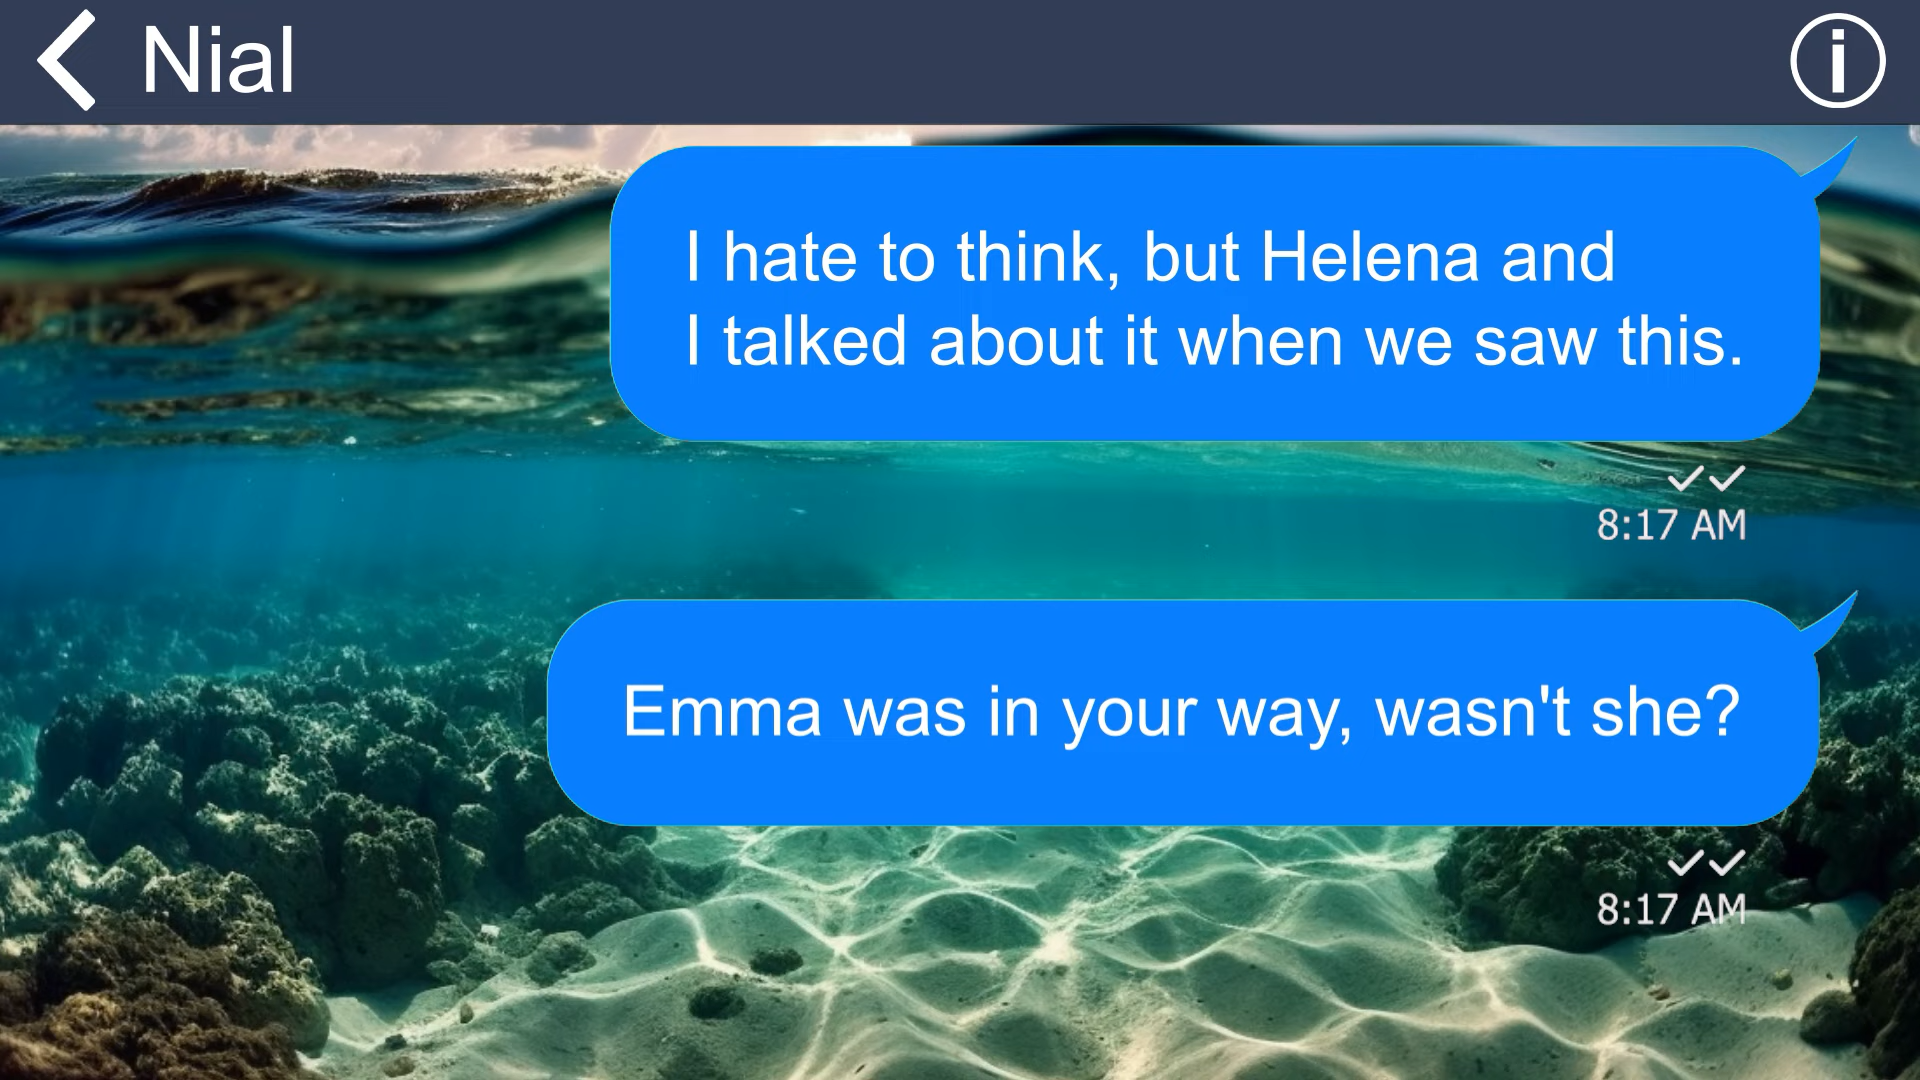 Nial
I hate to think, but Helena and
I talked about it when we saw this.
8:17 AM
Emma was in your way, wasn't she?
8:17 AM